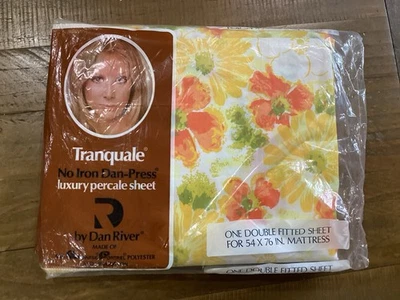 Tranquale®
No Iron Dan-Press®
luxury percale sheet
R
by Dan River®
MADE OF
POLYESTER
ONE DOUBLE FITTED SHEET
FOR 54 X 76 IN. MATTRESS
ONE DOUBLE FITTED SHEET